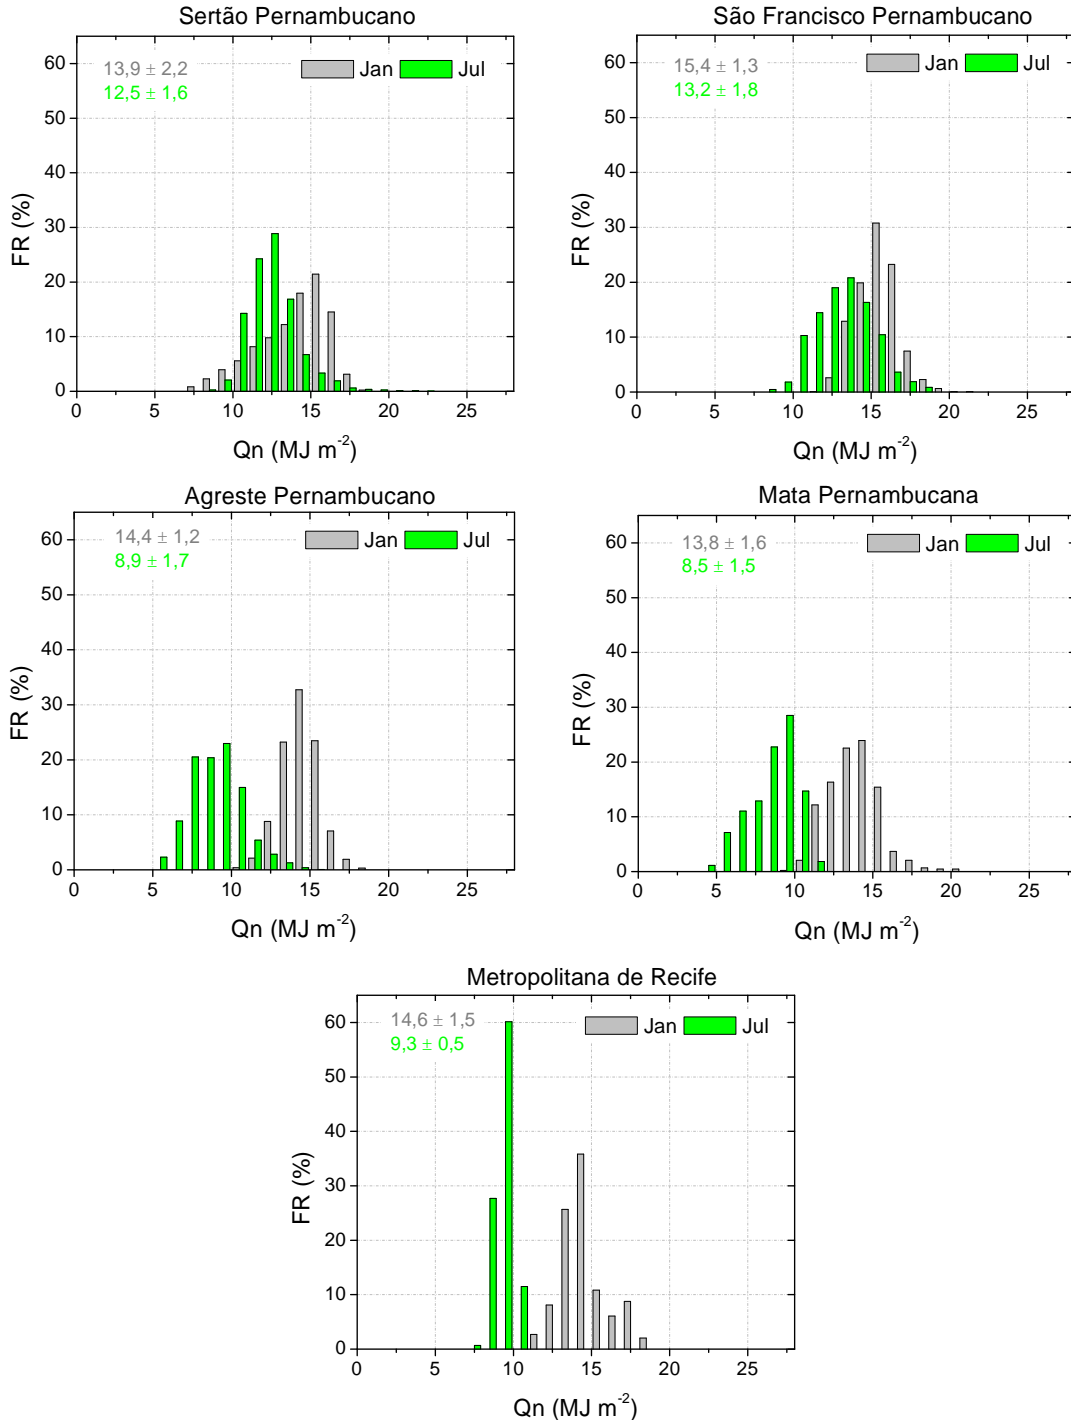 Sertão Pernambucano
13,9 ± 2,2
12,5 ± 1,6
Jan Jul
60
50
40
30
20
10
0
FR (%)
0 5 10 15 20 25
Qn (MJ m⁻²)
São Francisco Pernambucano
15,4 ± 1,3
13,2 ± 1,8
Jan Jul
60
50
40
30
20
10
0
FR (%)
0 5 10 15 20 25
Qn (MJ m⁻²)
Agreste Pernambucano
14,4 ± 1,2
8,9 ± 1,7
Jan Jul
60
50
40
30
20
10
0
FR (%)
0 5 10 15 20 25
Qn (MJ m⁻²)
Mata Pernambucana
13,8 ± 1,6
8,5 ± 1,5
Jan Jul
60
50
40
30
20
10
0
FR (%)
0 5 10 15 20 25
Qn (MJ m⁻²)
Metropolitana de Recife
14,6 ± 1,5
9,3 ± 0,5
Jan Jul
60
50
40
30
20
10
0
FR (%)
0 5 10 15 20 25
Qn (MJ m⁻²)